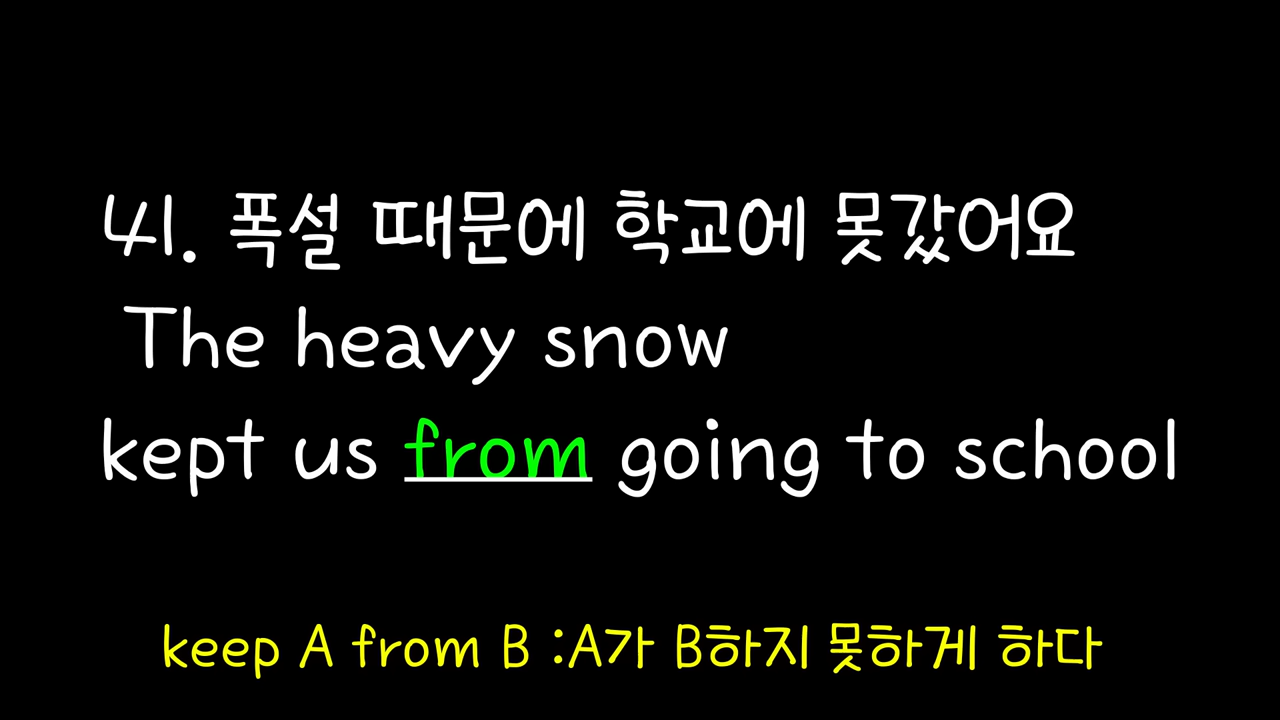 41. 폭설 때문에 학교에 못갔어요
The heavy snow
kept us from going to school
keep A from B :A가 B하지 못하게 하다